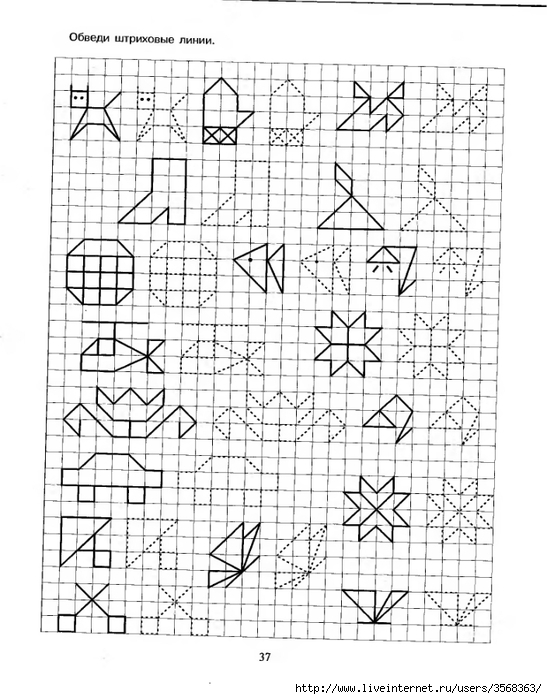 Обведи штриховые линии.
37
http://www.liveinternet.ru/users/3568363/